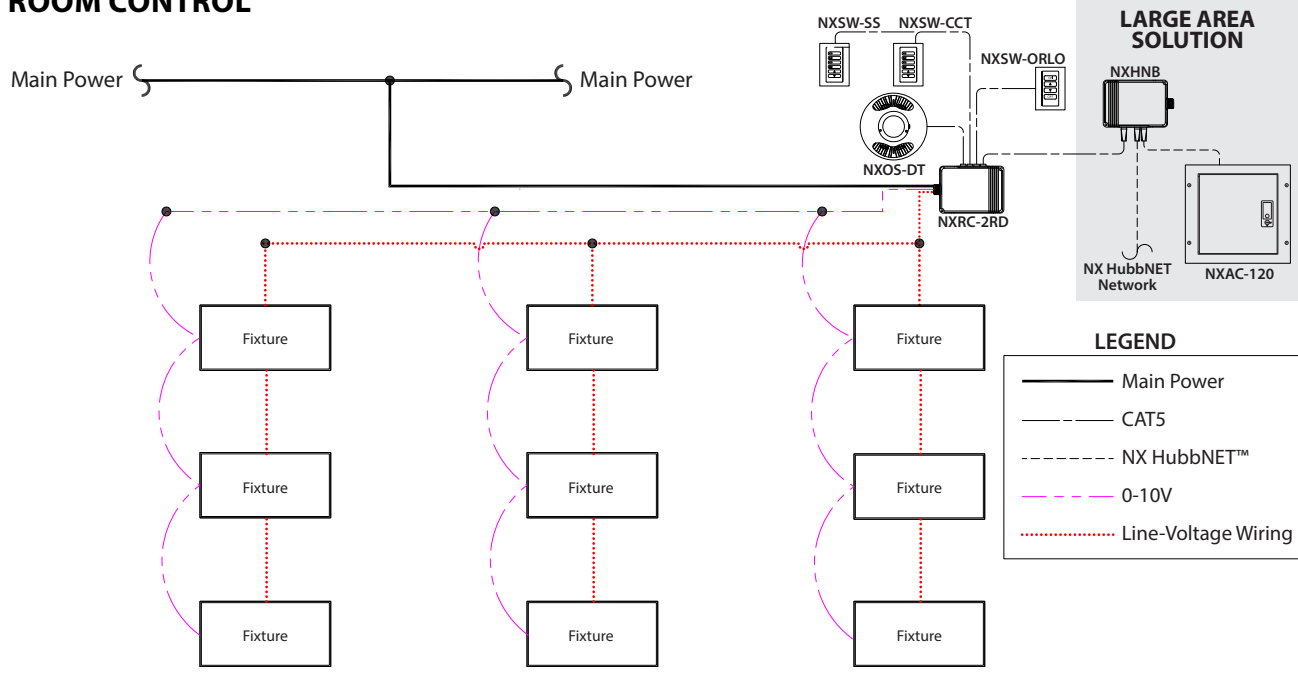 ROOM CONTROL
NXSW-SS NXSW-CCT
LARGE AREA
SOLUTION
Main Power
Main Power
NXSW-ORLO
NXHNB
NXOS-DT
NXRC-2RD
NX HubbNET
Network
NXAC-120
Fixture
Fixture
Fixture
Fixture
Fixture
Fixture
Fixture
Fixture
Fixture
LEGEND
Main Power
CAT5
NX HubbNET™
0-10V
Line-Voltage Wiring